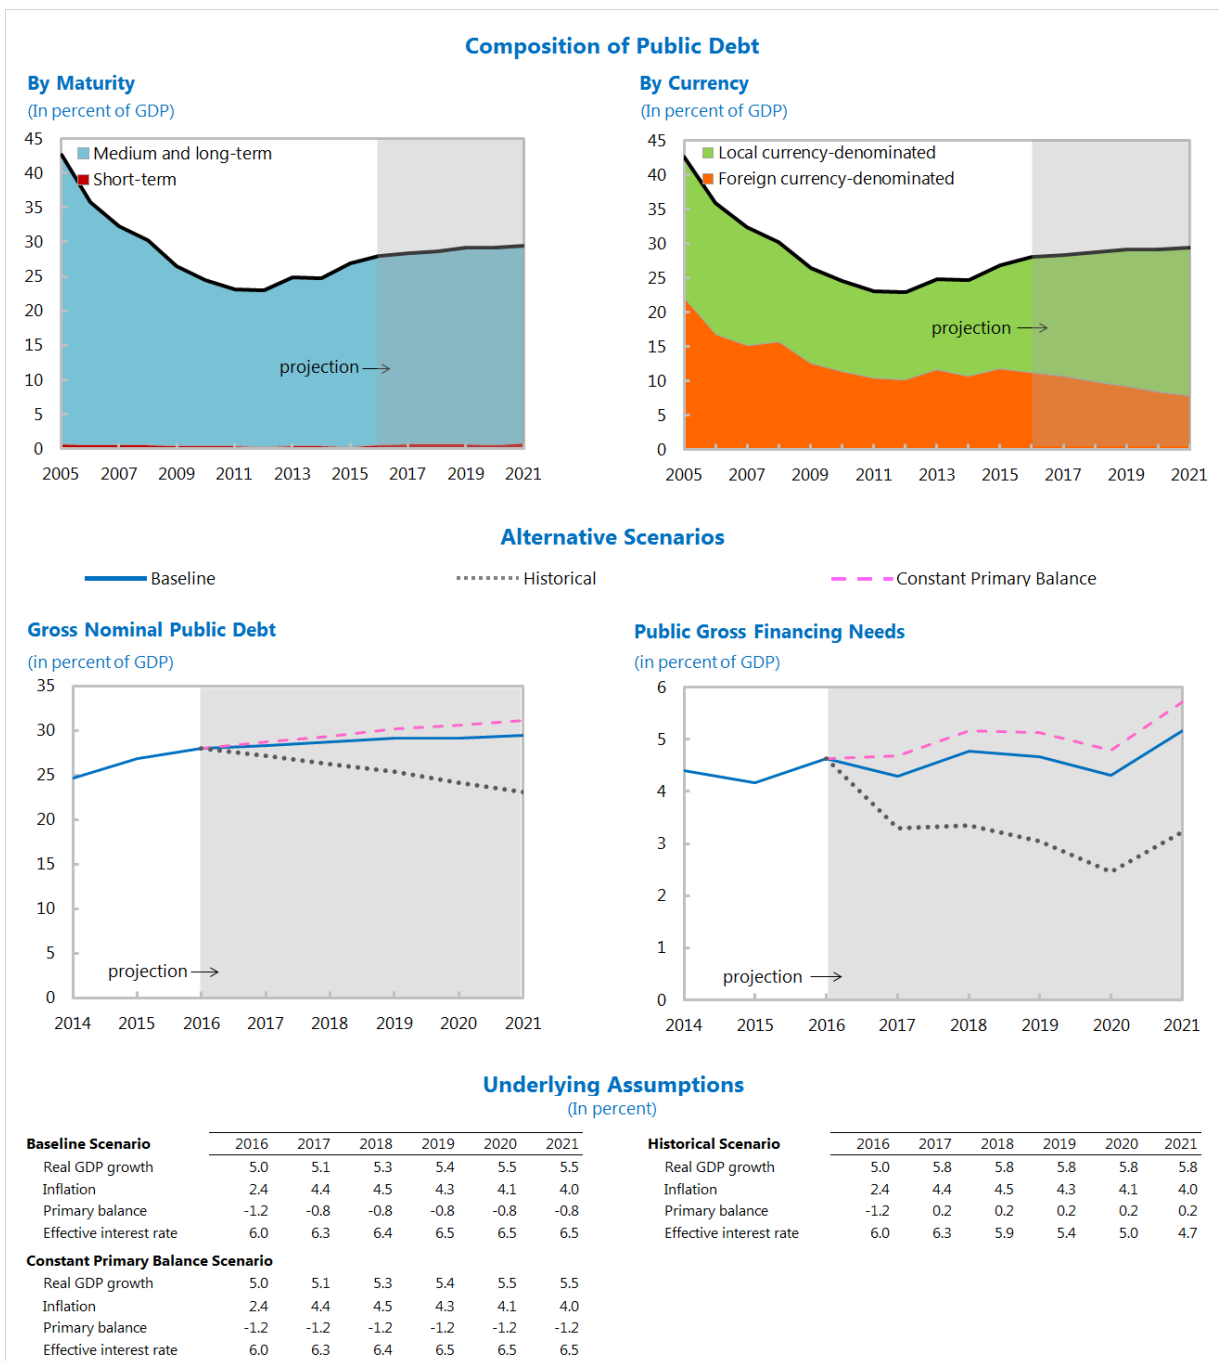 Composition of Public Debt
By Maturity
(In percent of GDP)
45
40
35
30
25
20
15
10
5
0
Medium and long-term
Short-term
projection
2005 2007 2009 2011 2013 2015 2017 2019 2021
By Currency
(In percent of GDP)
45
40
35
30
25
20
15
10
5
0
Local currency-denominated
Foreign currency-denominated
projection
2005 2007 2009 2011 2013 2015 2017 2019 2021
Alternative Scenarios
Baseline Historical Constant Primary Balance
Gross Nominal Public Debt
(in percent of GDP)
35
30
25
20
15
10
5
0
projection
2014 2015 2016 2017 2018 2019 2020 2021
Public Gross Financing Needs
(in percent of GDP)
6
5
4
3
2
1
0
projection
2014 2015 2016 2017 2018 2019 2020 2021
Underlying Assumptions
(In percent)
Baseline Scenario 2016 2017 2018 2019 2020 2021
Real GDP growth 5.0 5.1 5.3 5.4 5.5 5.5
Inflation 2.4 4.4 4.5 4.3 4.1 4.0
Primary balance -1.2 -0.8 -0.8 -0.8 -0.8 -0.8
Effective interest rate 6.0 6.3 6.4 6.5 6.5 6.5
Constant Primary Balance Scenario
Real GDP growth 5.0 5.1 5.3 5.4 5.5 5.5
Inflation 2.4 4.4 4.5 4.3 4.1 4.0
Primary balance -1.2 -1.2 -1.2 -1.2 -1.2 -1.2
Effective interest rate 6.0 6.3 6.4 6.5 6.5 6.5
Historical Scenario 2016 2017 2018 2019 2020 2021
Real GDP growth 5.0 5.8 5.8 5.8 5.8 5.8
Inflation 2.4 4.4 4.5 4.3 4.1 4.0
Primary balance -1.2 0.2 0.2 0.2 0.2 0.2
Effective interest rate 6.0 6.3 5.9 5.4 5.0 4.7